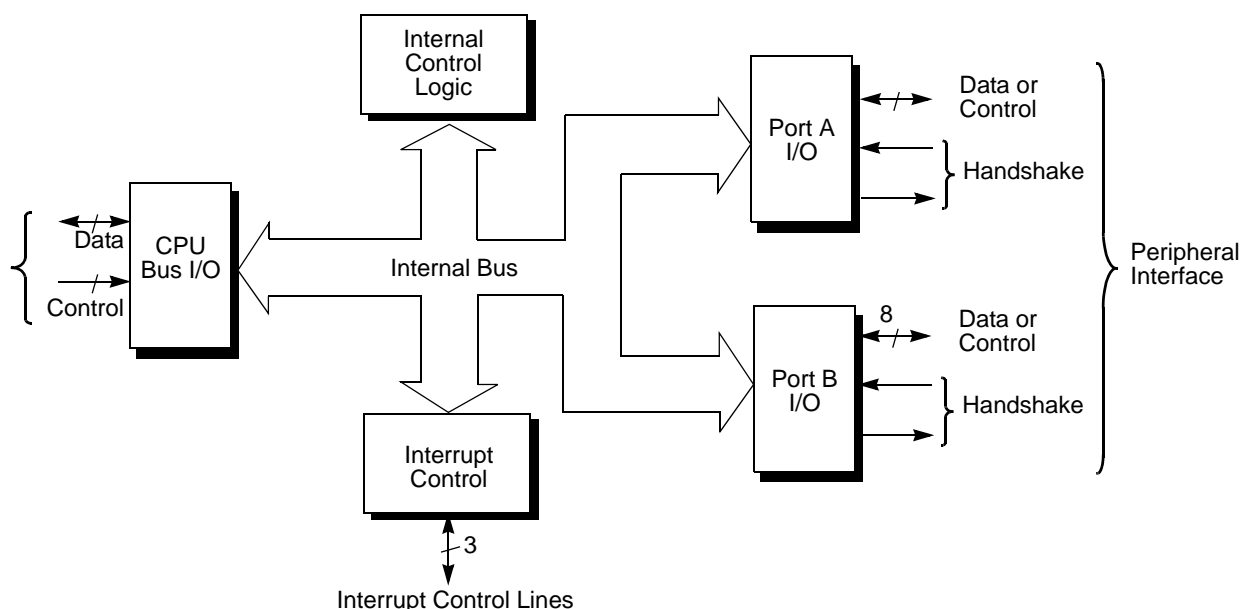 Internal
Control
Logic
Data
Control
CPU
Bus I/O
Internal Bus
Port A
I/O
Data or
Control
Handshake
Peripheral
Interface
Port B
I/O
8
Data or
Control
Handshake
Interrupt
Control
3
Interrupt Control Lines